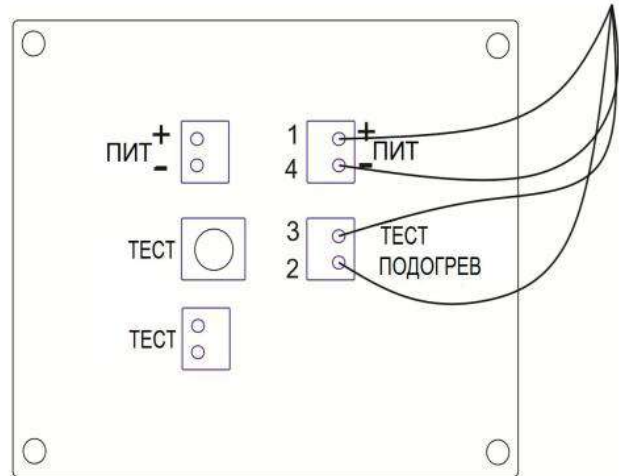 ПИТ + -
1 + ПИТ
4 -
ТЕСТ
3 ТЕСТ
2 ПОДОГРЕВ
ТЕСТ